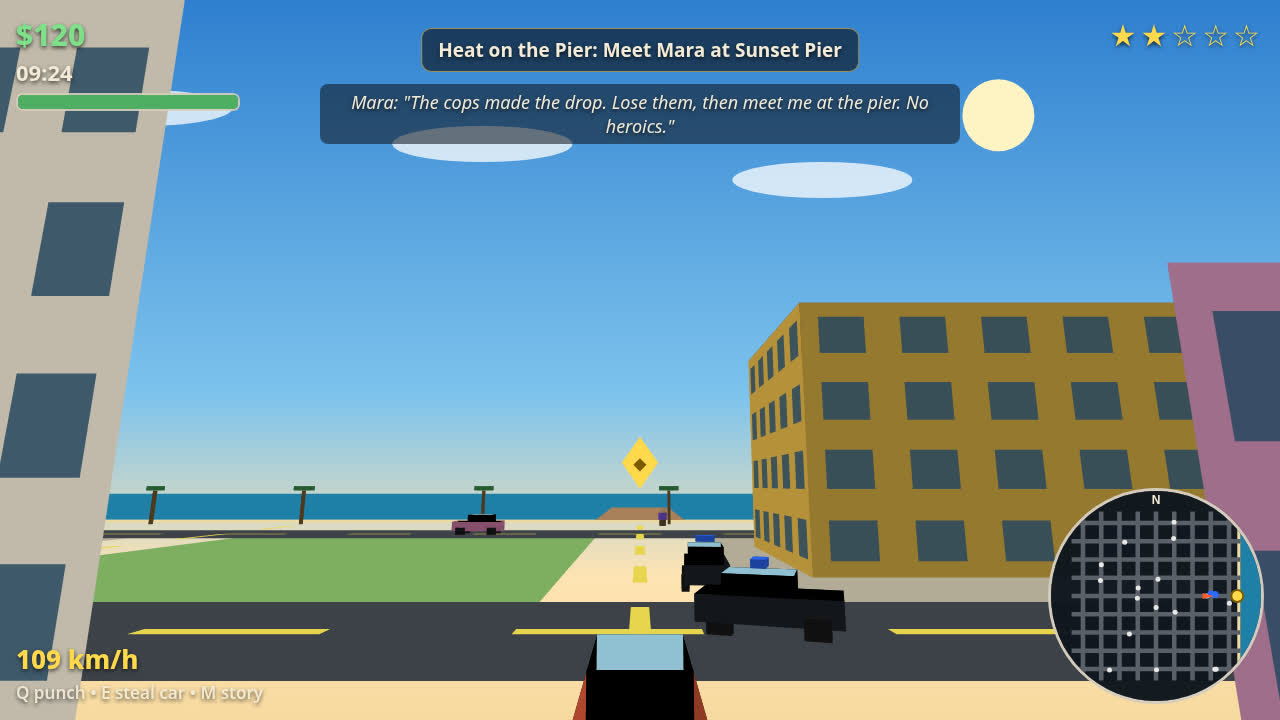 $120
09:24
Heat on the Pier: Meet Mara at Sunset Pier
★★☆☆☆
Mara: "The cops made the drop. Lose them, then meet me at the pier. No
heroics."
N
109 km/h
Q punch • E steal car • M story